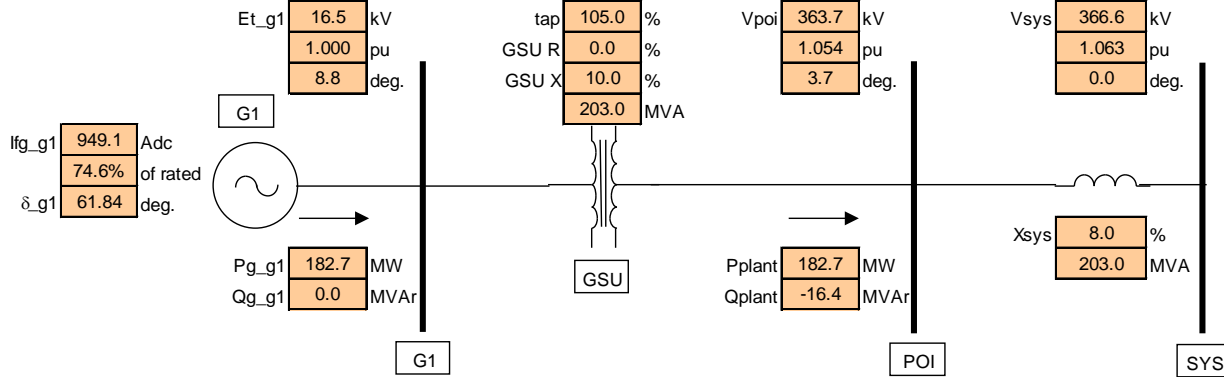 Et_g1 16.5 kV
1.000 pu
8.8 deg.
tap 105.0 %
GSU R 0.0 %
GSU X 10.0 %
203.0 MVA
Vpoi 363.7 kV
1.054 pu
3.7 deg.
Vsys 366.6 kV
1.063 pu
0.0 deg.
G1
Ifg_g1 949.1 Adc
74.6% of rated
δ_g1 61.84 deg.
Pg_g1 182.7 MW
Qg_g1 0.0 MVAr
GSU
Pplant 182.7 MW
Qplant -16.4 MVAr
Xsys 8.0 %
203.0 MVA
G1
POI
SYS